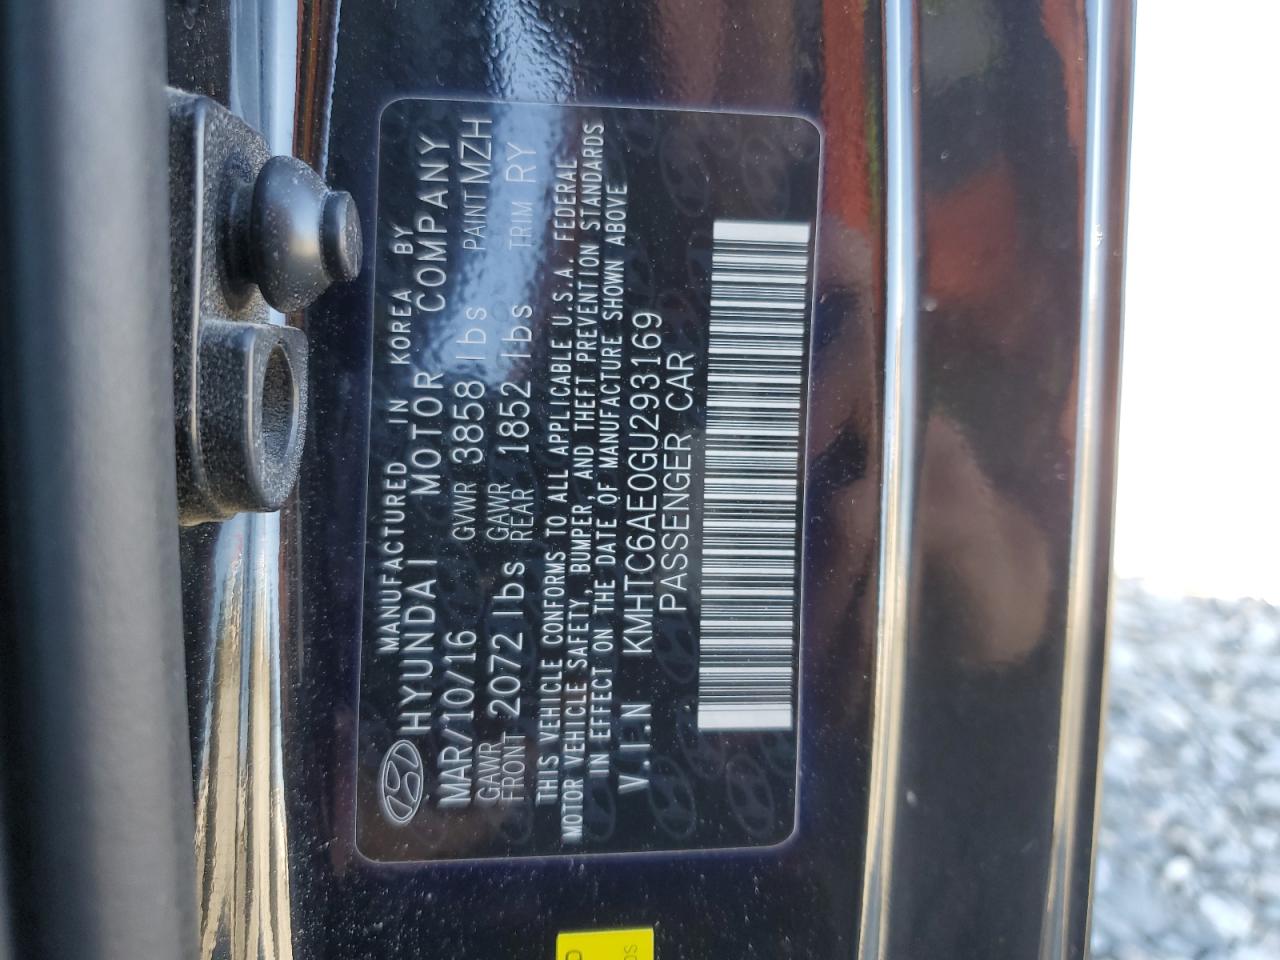 MANUFACTURED IN KOREA BY
HYUNDAI MOTOR COMPANY
MAR/10/16 GVWR 3858 lbs PAINT MZH
GAWR FRONT 2072 lbs GAWR REAR 1852 lbs TRIM RY
THIS VEHICLE CONFORMS TO ALL APPLICABLE U.S.A. FEDERAL
MOTOR VEHICLE SAFETY, BUMPER, AND THEFT PREVENTION STANDARDS
IN EFFECT ON THE DATE OF MANUFACTURE SHOWN ABOVE
V.I.N KMHTC6AE0GU293169
PASSENGER CAR